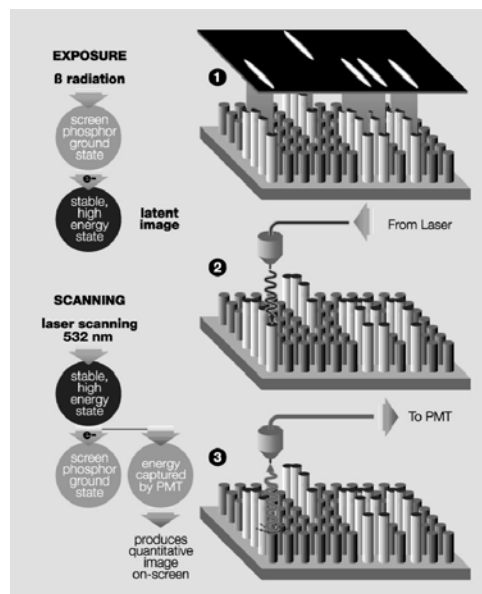 EXPOSURE
ß radiation
screen
phosphor
ground
state
e-
stable,
high
energy
state
latent
image
1
From Laser
2
SCANNING
laser scanning
532 nm
stable,
high
energy
state
e-
screen
phosphor
ground
state
energy
captured
by PMT
produces
quantitative
image
on-screen
To PMT
3